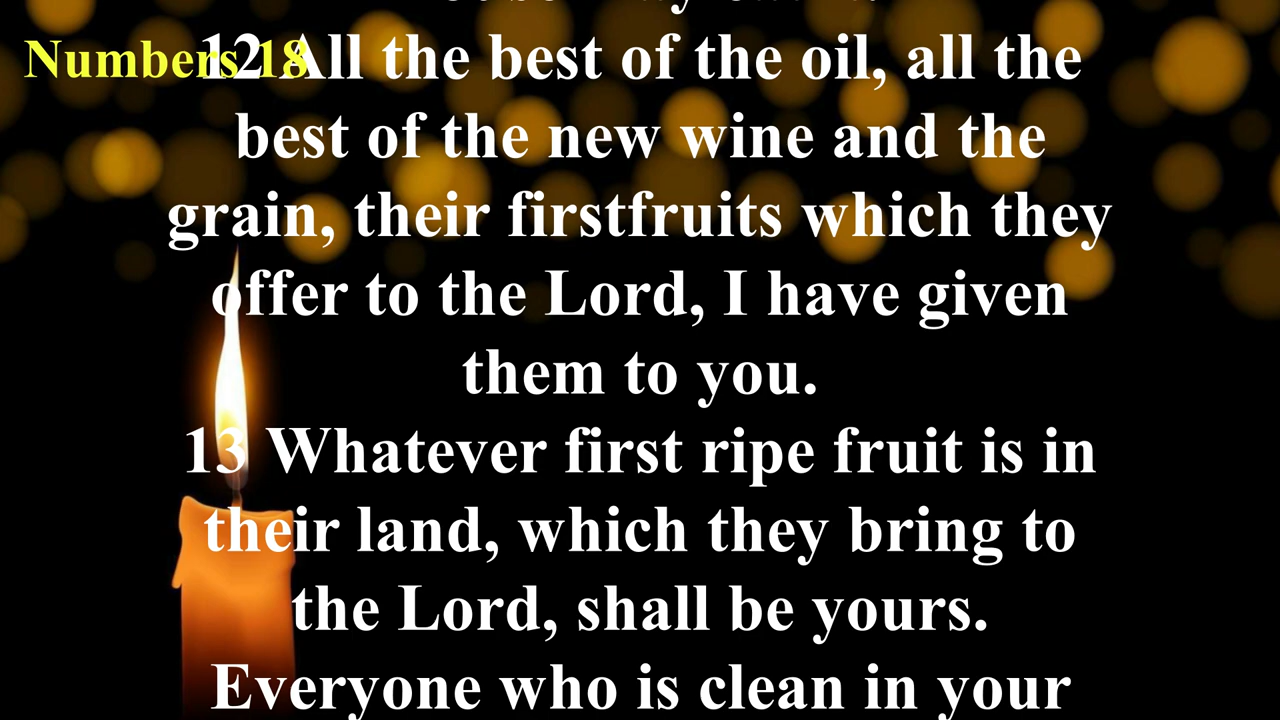 Numbers 18
12 All the best of the oil, all the
best of the new wine and the
grain, their firstfruits which they
offer to the Lord, I have given
them to you.
13 Whatever first ripe fruit is in
their land, which they bring to
the Lord, shall be yours.
Everyone who is clean in your